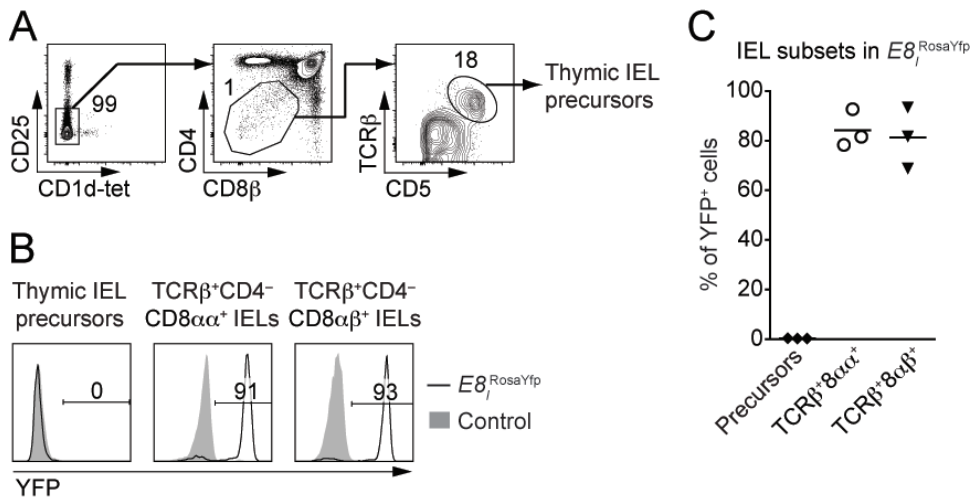 A
CD25
99
CD1d-tet
1
CD4
CD8β
18
TCRβ
CD5
Thymic IEL
precursors
B
Thymic IEL
precursors
0
TCRβ⁺CD4⁻
CD8αα⁺ IELs
91
TCRβ⁺CD4⁻
CD8αβ⁺ IELs
93
E8ᵢ RosaYfp
Control
YFP
C
IEL subsets in E8ᵢ RosaYfp
% of YFP⁺ cells
100
80
60
40
20
0
Precursors
TCRβ⁺8αα⁺
TCRβ⁺8αβ⁺